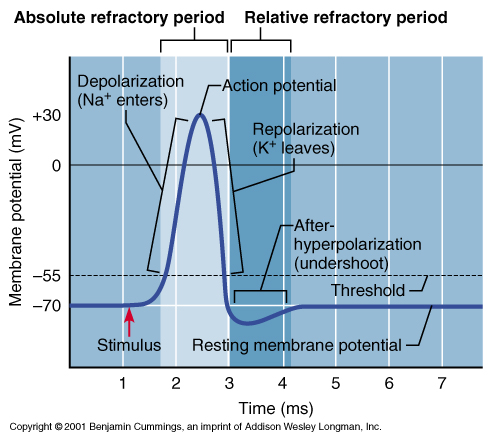 Absolute refractory period
Relative refractory period
Depolarization
(Na+ enters)
Action potential
Repolarization
(K+ leaves)
After-
hyperpolarization
(undershoot)
Threshold
Stimulus
Resting membrane potential
Membrane potential (mV)
+30
0
–55
–70
1 2 3 4 5 6 7
Time (ms)
Copyright © 2001 Benjamin Cummings, an imprint of Addison Wesley Longman, Inc.